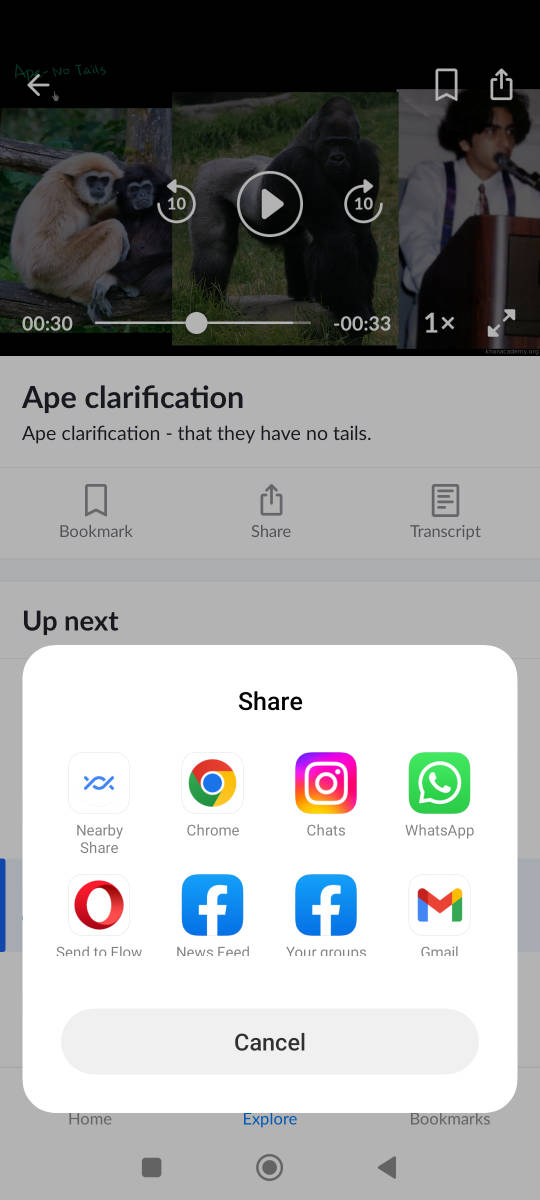 Ape - No Tails
10
10
00:30
-00:33
1×
khanacademy.org
Ape clarification
Ape clarification - that they have no tails.
Bookmark
Share
Transcript
Up next
Share
Nearby
Share
Chrome
Chats
WhatsApp
Send to Flow
News Feed
Your groups
Gmail
Cancel
Home
Explore
Bookmarks